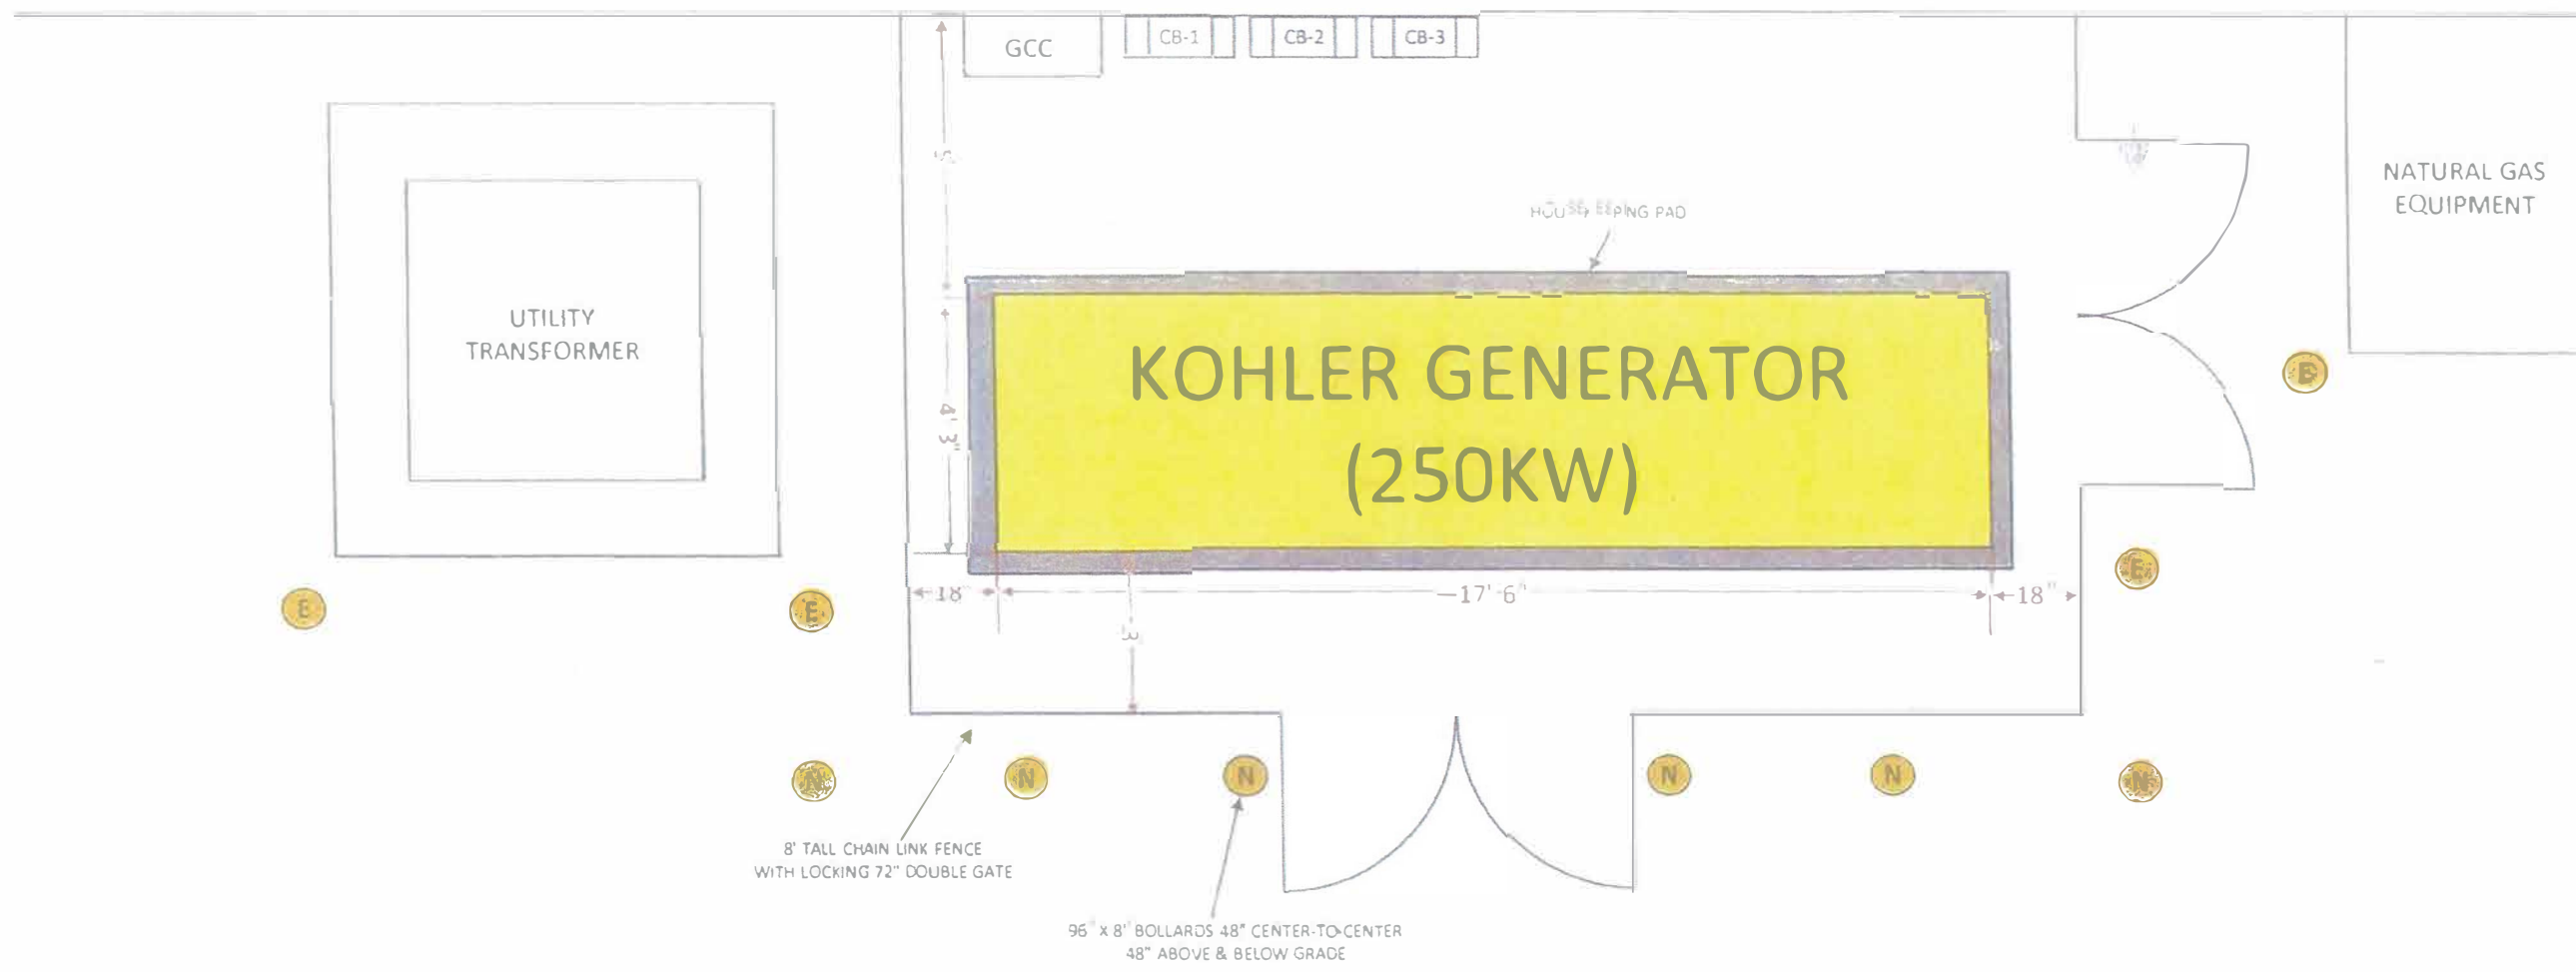 GCC
CB-1
CB-2
CB-3
NATURAL GAS
EQUIPMENT
PING PAD
UTILITY
TRANSFORMER
KOHLER GENERATOR
(250KW)
4' 3"
E
E
E
18
17'-6"
18"
3
N
N
N
N
N
N
8' TALL CHAIN LINK FENCE
WITH LOCKING 72" DOUBLE GATE
96" X 8" BOLLARDS 48" CENTER-TO-CENTER
48" ABOVE & BELOW GRADE